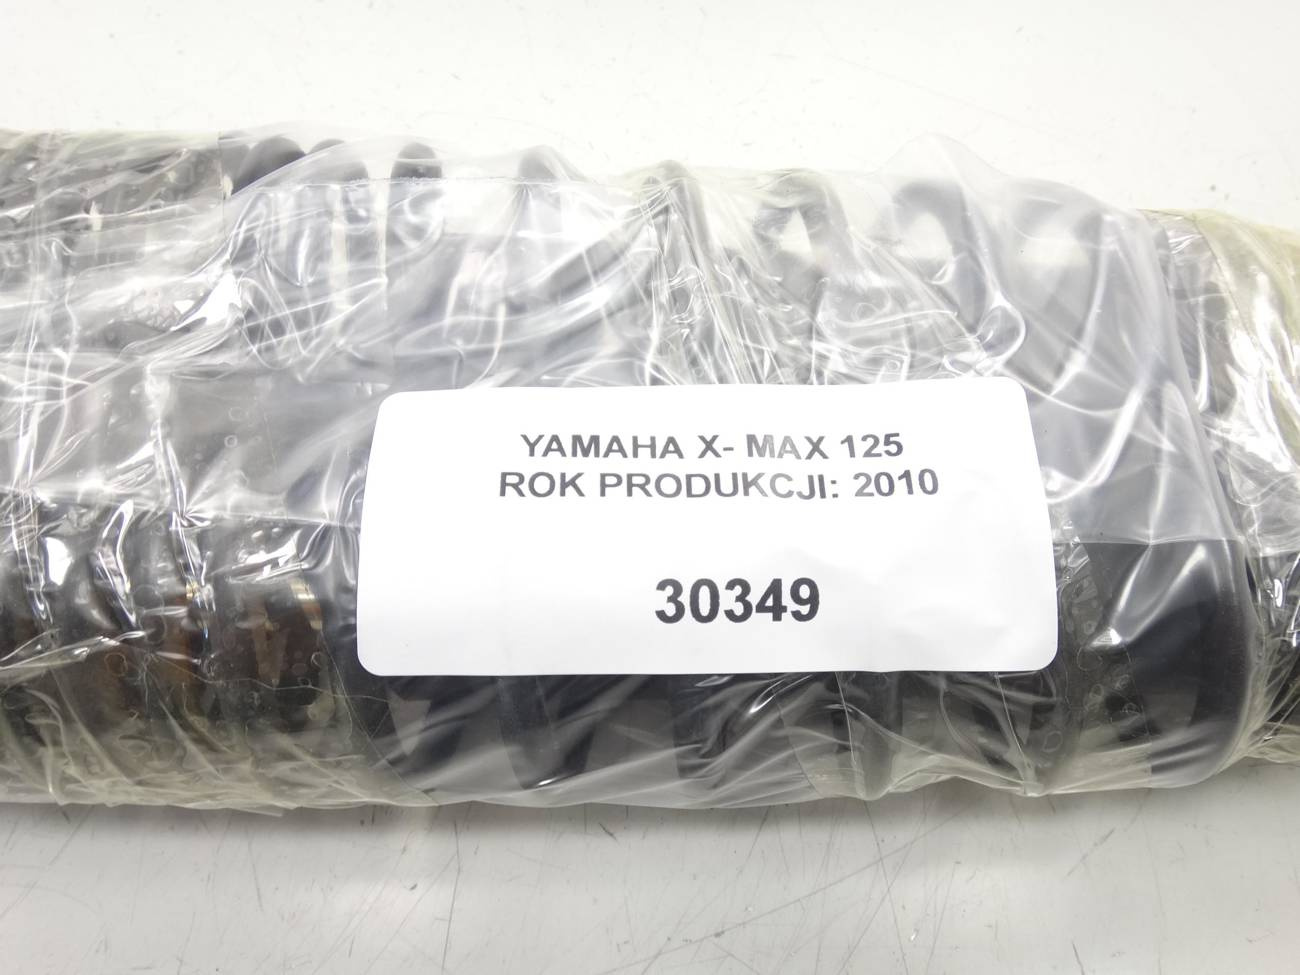 YAMAHA X- MAX 125
ROK PRODUKCJI: 2010
30349